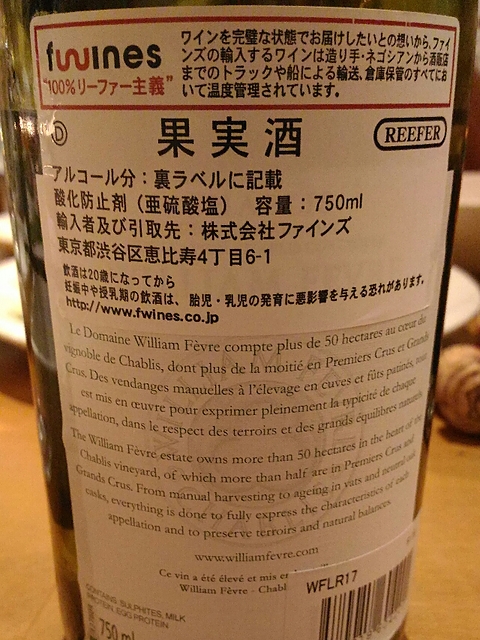 fwines
"100%リーファー主義"
ワインを完璧な状態でお届けしたいとの想いから、ファイ
ンズの輸入するワインは造り手・ネゴシアンから酒販店
までのトラックや船による輸送、倉庫保管のすべてにお
いて温度管理されています。
D
果実酒
REEFER
アルコール分：裏ラベルに記載
酸化防止剤（亜硫酸塩） 容量：750ml
輸入者及び引取先：株式会社ファインズ
東京都渋谷区恵比寿4丁目6-1
飲酒は20歳になってから
妊娠中や授乳期の飲酒は、胎児・乳児の発育に悪影響を与える恐れがあります。
http://www.fwines.co.jp
Le Domaine William Fèvre compte plus de 50 hectares au cœur du
vignoble de Chablis, dont plus de la moitié en Premiers Crus et Grands
Crus. Des vendanges manuelles à l'élevage en cuves et fûts patinés, tout
est mis en œuvre pour exprimer pleinement la typicité de chaque
appellation, dans le respect des terroirs et des grands équilibres naturels.
The William Fèvre estate owns more than 50 hectares in the heart of the
Chablis vineyard, of which more than half are in Premiers Crus and
Grands Crus. From manual harvesting to ageing in vats and neutral oak
casks, everything is done to fully express the characteristics of each
appellation and to preserve terroirs and natural balances.
www.williamfevre.com
Ce vin a été élevé et mis er
William Fèvre - Chabl
WFLR17
CONTAINS SULPHITES, MILK
PROTEIN, EGG PROTEIN
750 ml